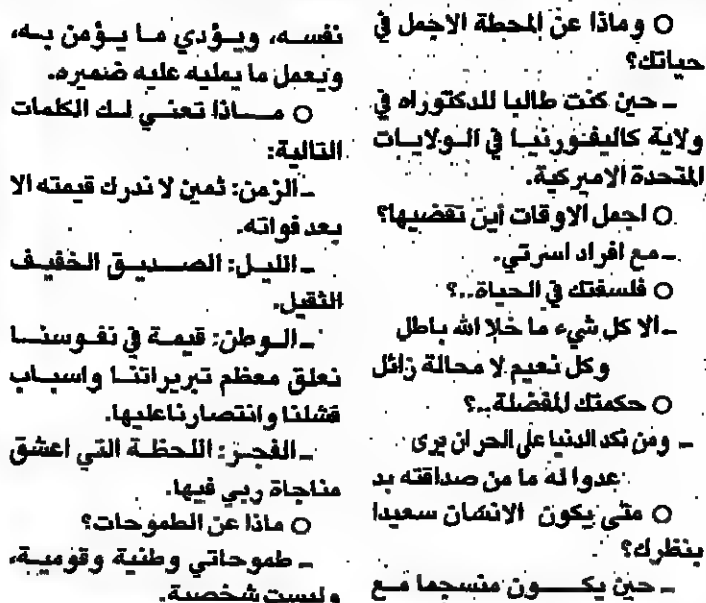 ○ وماذا عن المحطة الاجمل في
حياتك؟
ـ حين كنت طالبا للدكتوراه في
ولاية كاليفورنيا في الولايات
المتحدة الاميركية.
○ اجمل الاوقات أين تقضيها؟
ـ مع افراد اسرتي.
○ فلسفتك في الحياة..؟
ـ الا كل شيء ما خلا الله باطل
وكل نعيم لا محالة زائل
○ حكمتك المفضلة..؟
ـ ومن نكد الدنيا على الحر ان يرى
عدوا له ما من صداقته بد
○ متى يكون الانسان سعيدا
بنظرك؟
ـ حين يكون منسجما مع
نفسه، ويؤدي ما يؤمن به،
ويعمل ما يمليه عليه ضميره.
○ ماذا تعني لك الكلمات
التالية:
ـ الزمن: ثمين لا ندرك قيمته الا
بعد فواته.
ـ الليل: الصديق الخفيف
الثقيل.
ـ الوطن: قيمة في نفوسنا
نعلق معظم تبريراتنا واسباب
فشلنا وانتصارنا عليها.
ـ الفجر: اللحظة التي اعشق
مناجاة ربي فيها.
○ ماذا عن الطموحات؟
ـ طموحاتي وطنية وقومية،
وليست شخصية.